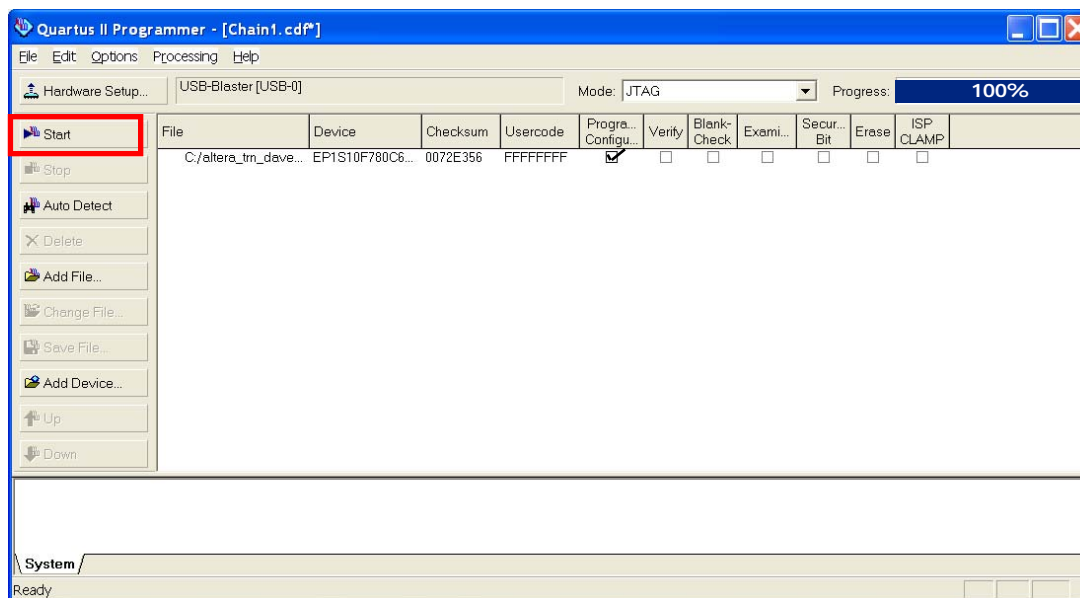 Quartus II Programmer - [Chain1.cdf*]
File Edit Options Processing Help
Hardware Setup... USB-Blaster [USB-0] Mode: JTAG Progress: 100%
Start
Stop
Auto Detect
Delete
Add File...
Change File...
Save File...
Add Device...
Up
Down
File Device Checksum Usercode Progra... Configu... Verify Blank- Check Exami... Secur... Bit Erase ISP CLAMP
C:/altera_trn_dave... EP1S10F780C6... 0072E356 FFFFFFFF
System
Ready